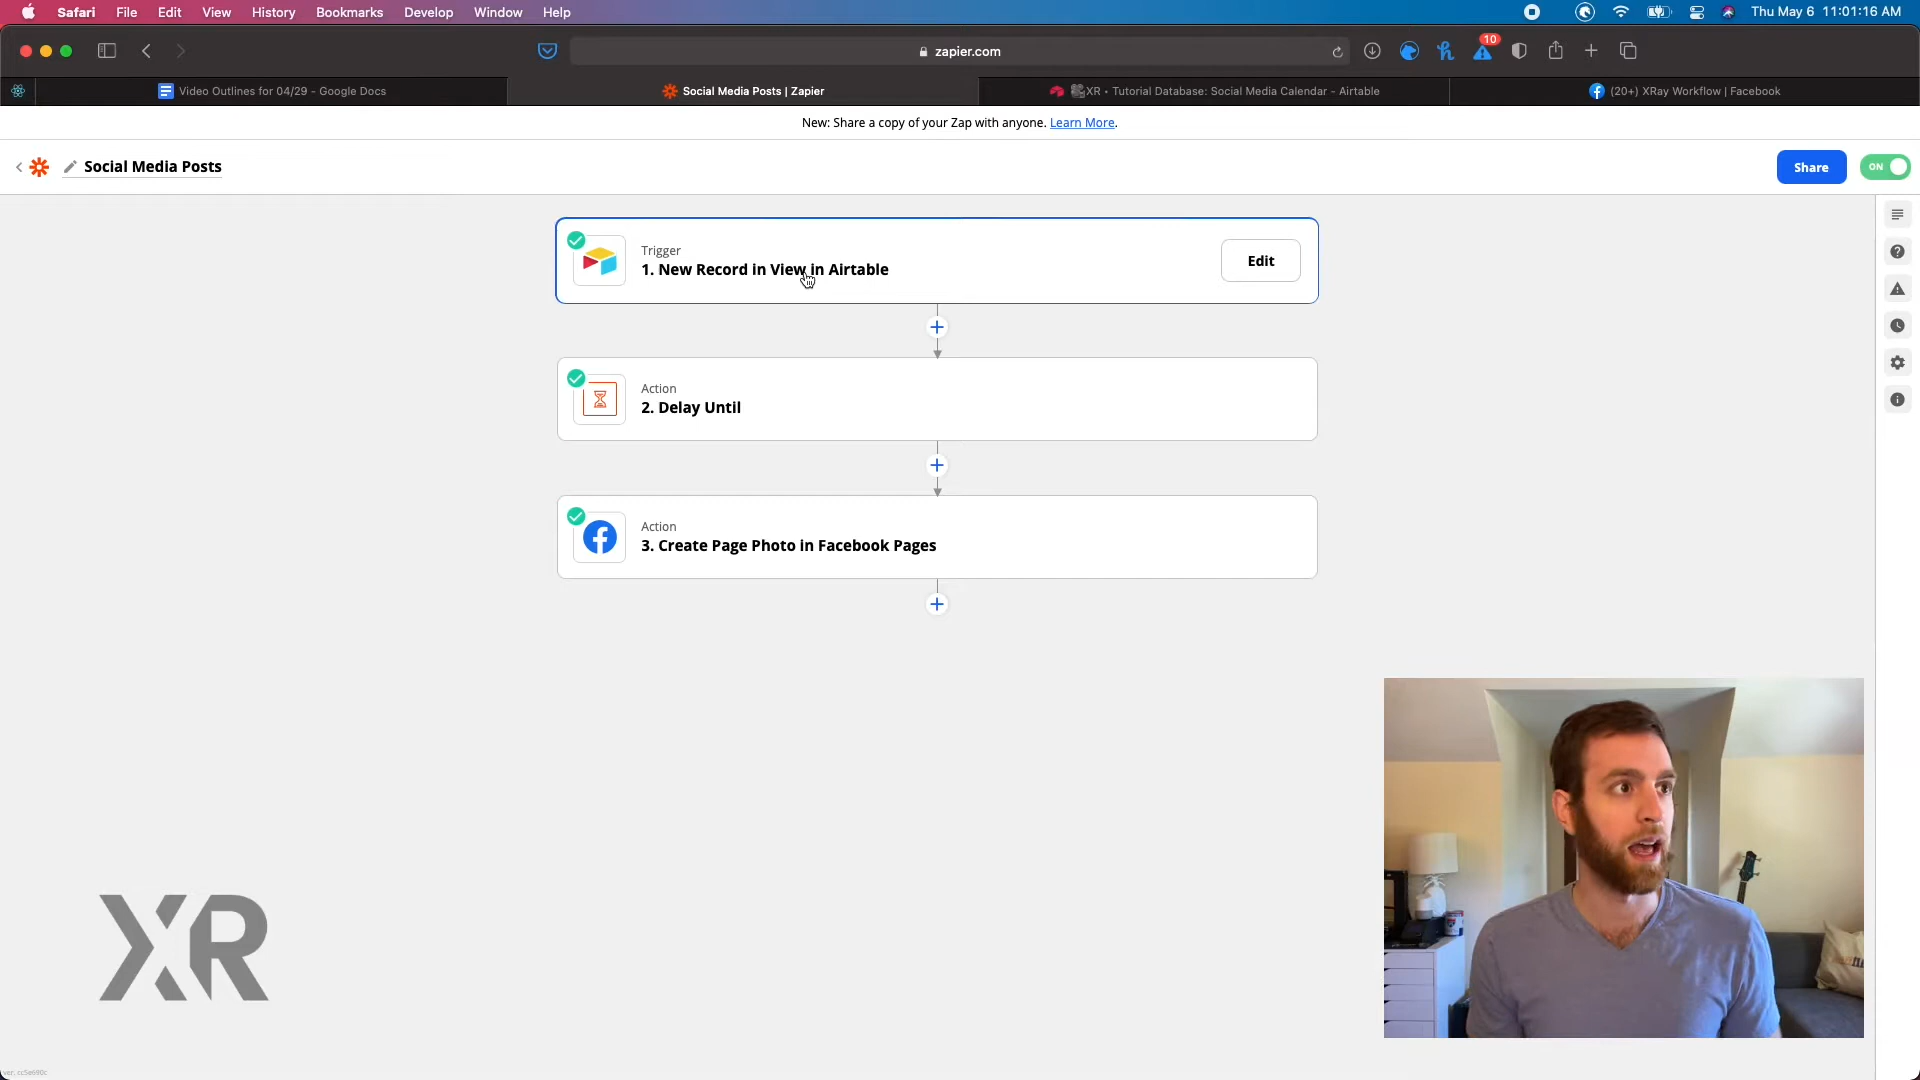 Safari File Edit View History Bookmarks Develop Window Help Thu May 6 11:01:16 AM
zapier.com 10
Video Outlines for 04/29 - Google Docs Social Media Posts | Zapier XR • Tutorial Database: Social Media Calendar - Airtable (20+) XRay Workflow | Facebook
New: Share a copy of your Zap with anyone. Learn More.
Social Media Posts Share ON
Trigger
1. New Record in View in Airtable
Edit
Action
2. Delay Until
Action
3. Create Page Photo in Facebook Pages
XR